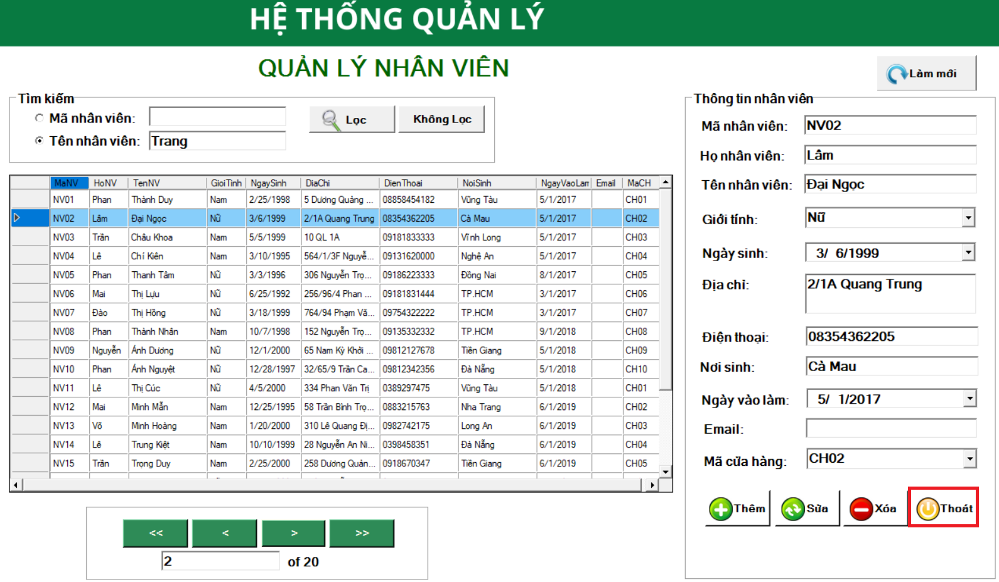 HỆ THỐNG QUẢN LÝ
QUẢN LÝ NHÂN VIÊN
Làm mới
Tìm kiếm
Mã nhân viên:
Lọc
Không Lọc
Tên nhân viên: Trang
MaNV HoNV TenNV GioiTinh NgaySinh DiaChi DienThoai NoiSinh NgayVaoLam Email MaCH
NV01 Phan Thành Duy Nam 2/25/1998 5 Dương Quảng ... 08858454182 Vũng Tàu 5/1/2017 CH01
NV02 Lâm Đại Ngọc Nữ 3/6/1999 2/1A Quang Trung 08354362205 Cà Mau 5/1/2017 CH02
NV03 Trần Châu Khoa Nam 5/5/1999 10 QL 1A 09181833333 Vĩnh Long 5/1/2017 CH03
NV04 Lê Chí Kiên Nam 3/10/1995 564/1/3F Nguyễ... 09131620000 Nghệ An 5/1/2017 CH04
NV05 Phan Thanh Tâm Nữ 3/3/1996 306 Nguyễn Trọ... 09186223333 Đồng Nai 8/1/2017 CH05
NV06 Mai Thị Lựu Nữ 6/25/1992 256/96/4 Phan ... 09181831444 TP.HCM 3/1/2017 CH06
NV07 Đào Thị Hồng Nữ 3/18/1999 764/94 Phạm Vă... 09754322222 TP.HCM 3/1/2017 CH07
NV08 Phan Thành Nhân Nam 10/7/1998 152 Nguyễn Trọ... 09135332332 TP.HCM 9/1/2018 CH08
NV09 Nguyễn Ánh Dương Nữ 12/1/2000 65 Nam Kỳ Khởi ... 09812127678 Tiền Giang 5/1/2018 CH09
NV10 Phan Ánh Nguyệt Nữ 12/28/1997 32/65/9 Trần Ca... 09812342356 Đà Nẵng 5/1/2018 CH10
NV11 Lê Thị Cúc Nữ 4/5/2000 334 Phan Văn Trị 0389297475 Vũng Tàu 5/1/2018 CH01
NV12 Mai Minh Mẫn Nam 12/25/1995 58 Trần Bình Trọ... 0883215763 Nha Trang 6/1/2019 CH02
NV13 Võ Minh Hoàng Nam 1/20/2000 310 Lê Quang Đị... 0982742175 Long An 6/1/2019 CH03
NV14 Lê Trung Kiệt Nam 10/10/1999 28 Nguyễn An Ni... 0398458351 Đà Nẵng 6/1/2019 CH04
NV15 Trần Trọng Duy Nam 2/25/2000 258 Dương Quản... 0918670347 Tiền Giang 6/1/2019 CH05
<< < > >>
2 of 20
Thông tin nhân viên
Mã nhân viên: NV02
Họ nhân viên: Lâm
Tên nhân viên: Đại Ngọc
Giới tính: Nữ
Ngày sinh: 3/ 6/1999
Địa chỉ: 2/1A Quang Trung
Điện thoại: 08354362205
Nơi sinh: Cà Mau
Ngày vào làm: 5/ 1/2017
Email:
Mã cửa hàng: CH02
Thêm Sửa Xóa Thoát